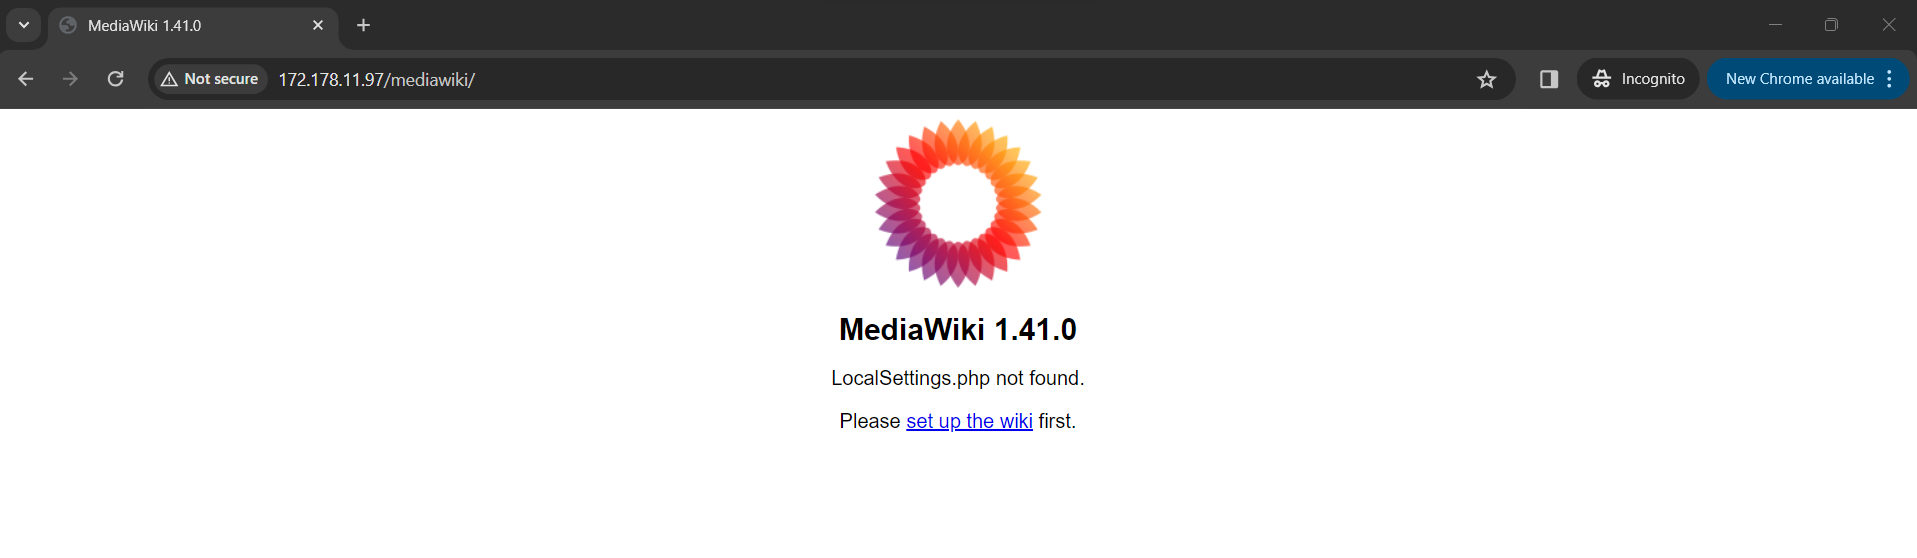 MediaWiki 1.41.0
Not secure 172.178.11.97/mediawiki/ Incognito New Chrome available
MediaWiki 1.41.0
LocalSettings.php not found.
Please set up the wiki first.